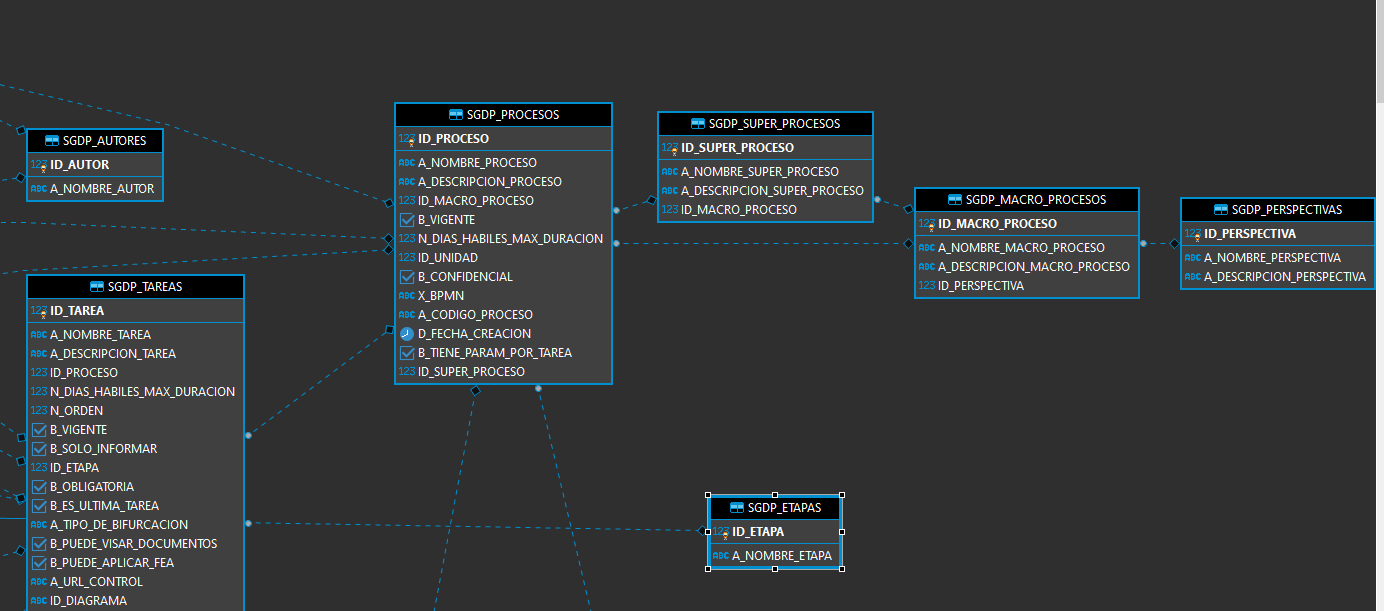 SGDP_AUTORES
123 ID_AUTOR
ABC A_NOMBRE_AUTOR
SGDP_TAREAS
123 ID_TAREA
ABC A_NOMBRE_TAREA
ABC A_DESCRIPCION_TAREA
123 ID_PROCESO
123 N_DIAS_HABILES_MAX_DURACION
123 N_ORDEN
B_VIGENTE
B_SOLO_INFORMAR
123 ID_ETAPA
B_OBLIGATORIA
B_ES_ULTIMA_TAREA
ABC A_TIPO_DE_BIFURCACION
B_PUEDE_VISAR_DOCUMENTOS
B_PUEDE_APLICAR_FEA
ABC A_URL_CONTROL
ABC ID_DIAGRAMA
SGDP_PROCESOS
123 ID_PROCESO
ABC A_NOMBRE_PROCESO
ABC A_DESCRIPCION_PROCESO
123 ID_MACRO_PROCESO
B_VIGENTE
123 N_DIAS_HABILES_MAX_DURACION
123 ID_UNIDAD
B_CONFIDENCIAL
ABC X_BPMN
ABC A_CODIGO_PROCESO
D_FECHA_CREACION
B_TIENE_PARAM_POR_TAREA
123 ID_SUPER_PROCESO
SGDP_SUPER_PROCESOS
123 ID_SUPER_PROCESO
ABC A_NOMBRE_SUPER_PROCESO
ABC A_DESCRIPCION_SUPER_PROCESO
123 ID_MACRO_PROCESO
SGDP_MACRO_PROCESOS
123 ID_MACRO_PROCESO
ABC A_NOMBRE_MACRO_PROCESO
ABC A_DESCRIPCION_MACRO_PROCESO
123 ID_PERSPECTIVA
SGDP_PERSPECTIVAS
123 ID_PERSPECTIVA
ABC A_NOMBRE_PERSPECTIVA
ABC A_DESCRIPCION_PERSPECTIVA
SGDP_ETAPAS
123 ID_ETAPA
ABC A_NOMBRE_ETAPA